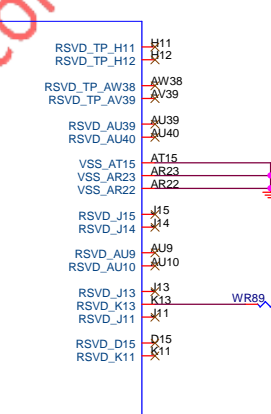 co
RSVD_TP_H11 H11
RSVD_TP_H12 H12
RSVD_TP_AW38 AW38
RSVD_TP_AV39 AV39
RSVD_AU39 AU39
RSVD_AU40 AU40
VSS_AT15 AT15
VSS_AR23 AR23
VSS_AR22 AR22
RSVD_J15 J15
RSVD_J14 J14
RSVD_AU9 AU9
RSVD_AU10 AU10
RSVD_J13 J13
RSVD_K13 K13 WR89
RSVD_J11 J11
RSVD_D15 D15
RSVD_K11 K11